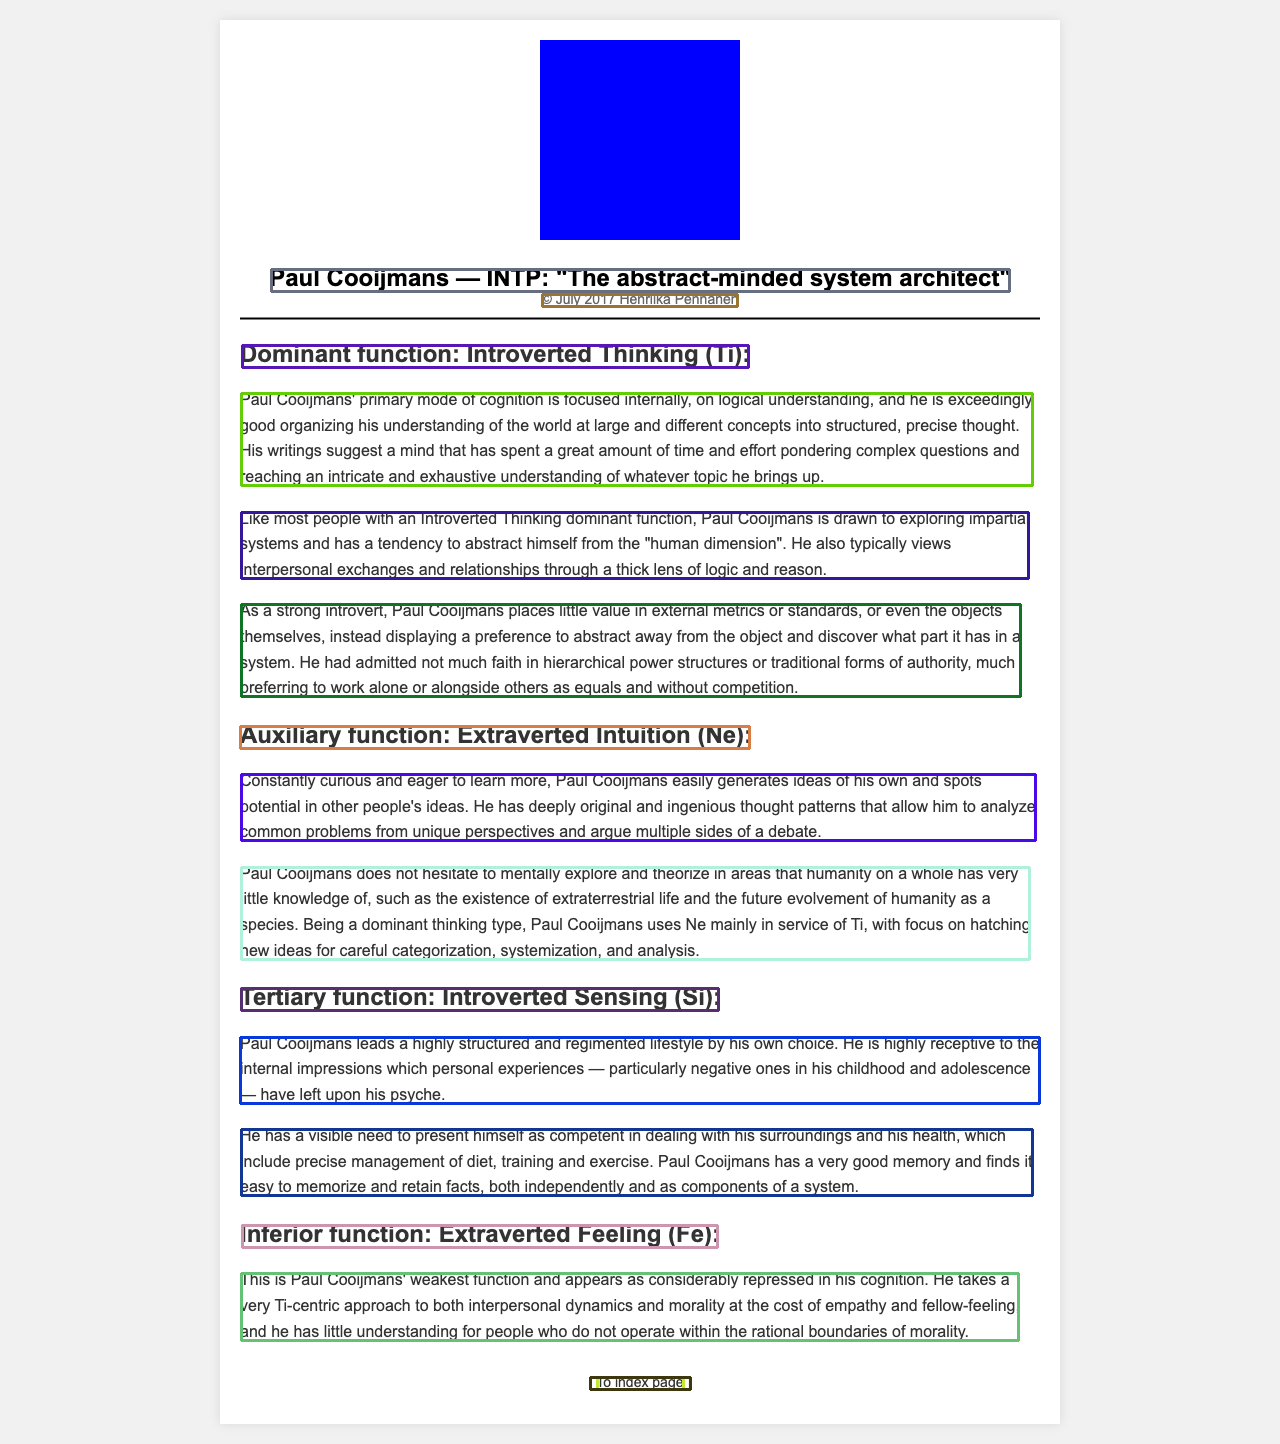 Paul Cooijmans — INTP: "The abstract-minded system architect"
© July 2017 Henriika Pennanen
Dominant function: Introverted Thinking (Ti):
Paul Cooijmans' primary mode of cognition is focused internally, on logical understanding, and he is exceedingly
good organizing his understanding of the world at large and different concepts into structured, precise thought.
His writings suggest a mind that has spent a great amount of time and effort pondering complex questions and
reaching an intricate and exhaustive understanding of whatever topic he brings up.
Like most people with an Introverted Thinking dominant function, Paul Cooijmans is drawn to exploring impartial
systems and has a tendency to abstract himself from the "human dimension". He also typically views
interpersonal exchanges and relationships through a thick lens of logic and reason.
As a strong introvert, Paul Cooijmans places little value in external metrics or standards, or even the objects
themselves, instead displaying a preference to abstract away from the object and discover what part it has in a
system. He had admitted not much faith in hierarchical power structures or traditional forms of authority, much
preferring to work alone or alongside others as equals and without competition.
Auxiliary function: Extraverted Intuition (Ne):
Constantly curious and eager to learn more, Paul Cooijmans easily generates ideas of his own and spots
potential in other people's ideas. He has deeply original and ingenious thought patterns that allow him to analyze
common problems from unique perspectives and argue multiple sides of a debate.
Paul Cooijmans does not hesitate to mentally explore and theorize in areas that humanity on a whole has very
little knowledge of, such as the existence of extraterrestrial life and the future evolvement of humanity as a
species. Being a dominant thinking type, Paul Cooijmans uses Ne mainly in service of Ti, with focus on hatching
new ideas for careful categorization, systemization, and analysis.
Tertiary function: Introverted Sensing (Si):
Paul Cooijmans leads a highly structured and regimented lifestyle by his own choice. He is highly receptive to the
internal impressions which personal experiences — particularly negative ones in his childhood and adolescence
— have left upon his psyche.
He has a visible need to present himself as competent in dealing with his surroundings and his health, which
include precise management of diet, training and exercise. Paul Cooijmans has a very good memory and finds it
easy to memorize and retain facts, both independently and as components of a system.
Inferior function: Extraverted Feeling (Fe):
This is Paul Cooijmans' weakest function and appears as considerably repressed in his cognition. He takes a
very Ti-centric approach to both interpersonal dynamics and morality at the cost of empathy and fellow-feeling,
and he has little understanding for people who do not operate within the rational boundaries of morality.
To index page